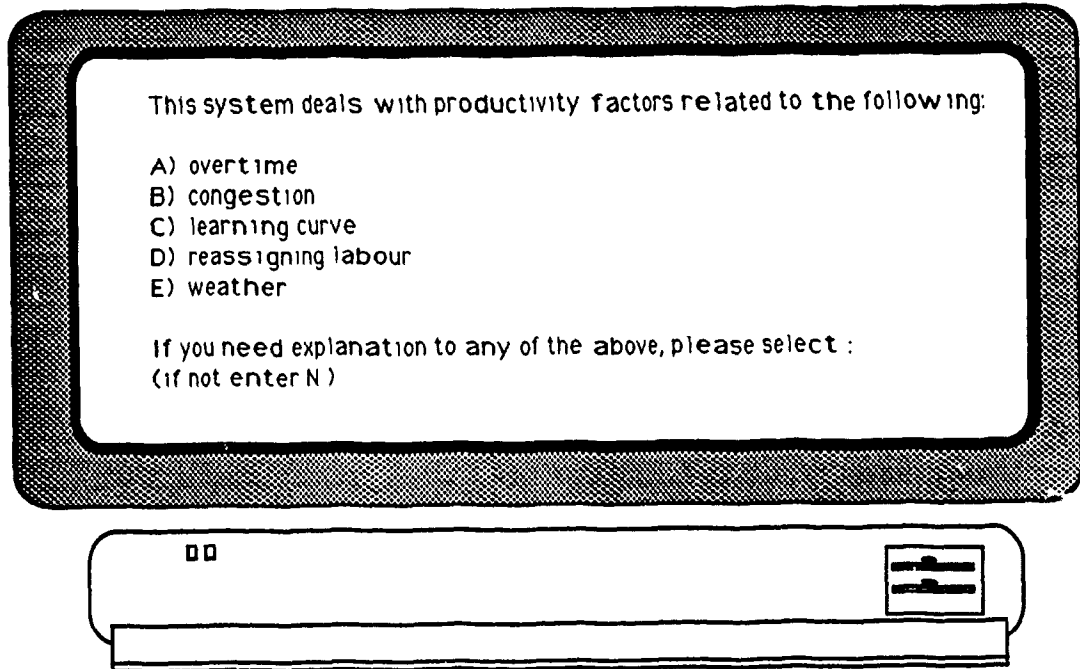 This system deals with productivity factors related to the following:
A) overtime
B) congestion
C) learning curve
D) reassigning labour
E) weather
If you need explanation to any of the above, please select :
(if not enter N )